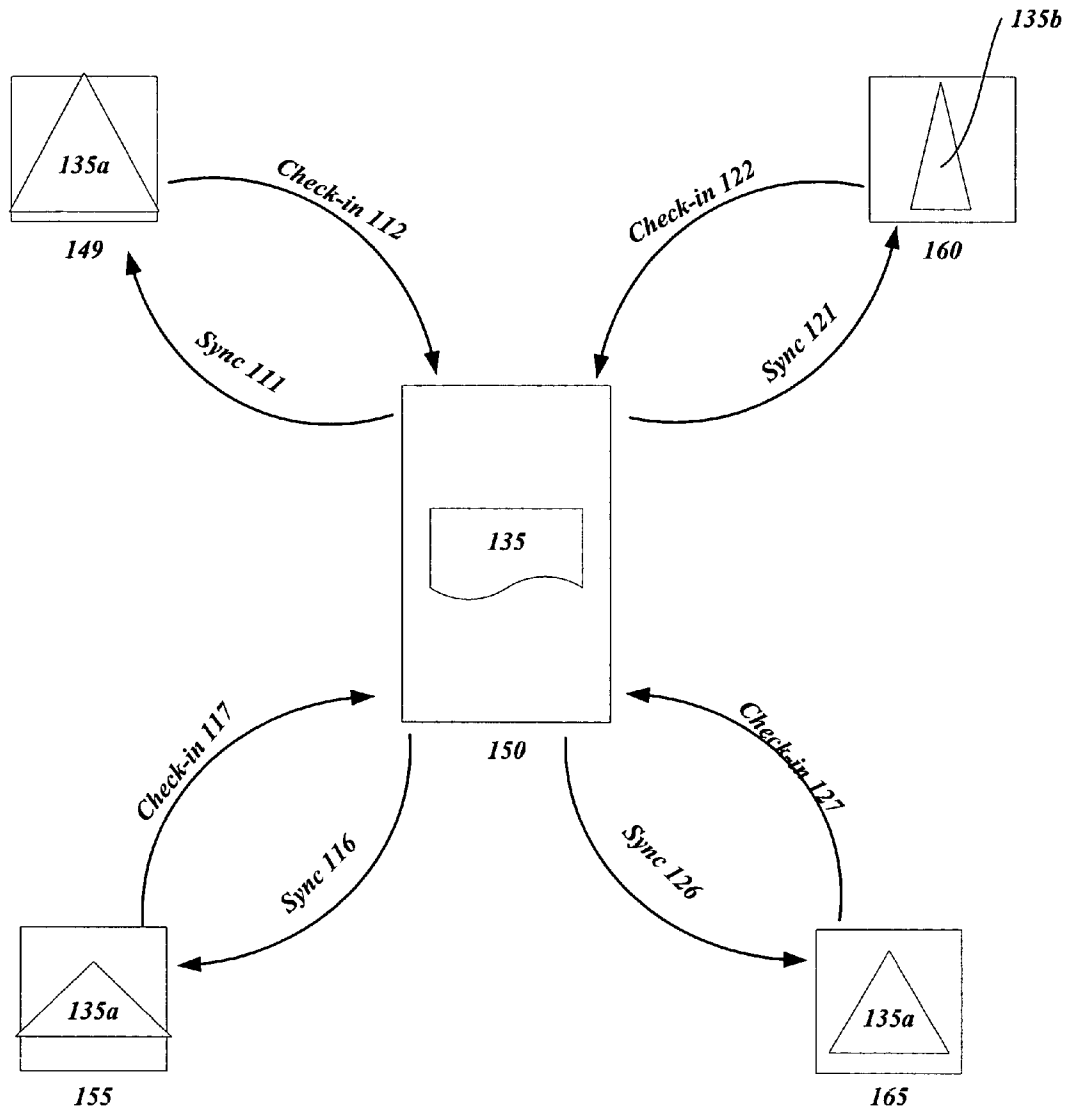 135b
135a
149
Check-in 112
Sync 111
Check-in 122
160
Sync 121
135
150
Check-in 117
Sync 116
Check-in 127
Sync 126
135a
155
135a
165